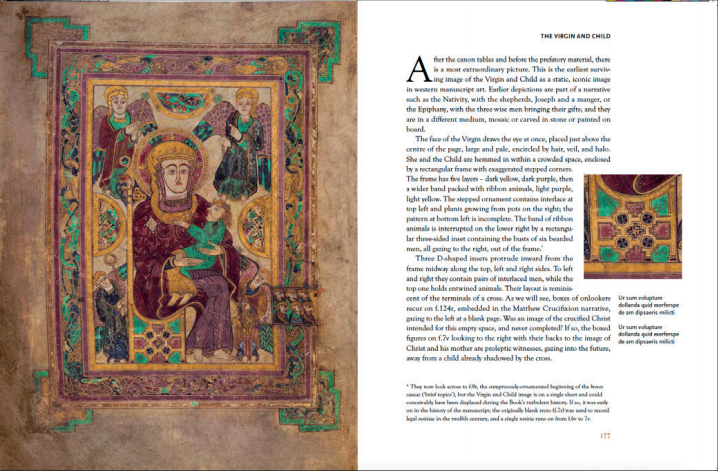 THE VIRGIN AND CHILD
After the canon tables and before the prefatory material, there
is a most extraordinary picture. This is the earliest surviv-
ing image of the Virgin and Child as a static, iconic image
in western manuscript art. Earlier depictions are part of a narrative
such as the Nativity, with the shepherds, Joseph and a manger, or
the Epiphany, with the three wise men bringing their gifts; and they
are in a different medium, mosaic or carved in stone or painted on
board.
The face of the Virgin draws the eye at once, placed just above the
centre of the page, large and pale, encircled by hair, veil, and halo.
She and the Child are hemmed in within a crowded space, enclosed
by a rectangular frame with exaggerated stepped corners.
The frame has five layers – dark yellow, dark purple, then
a wider band packed with ribbon animals, light purple,
light yellow. The stepped ornament contains interlace at
top left and plants growing from pots on the right; the
pattern at bottom left is incomplete. The band of ribbon
animals is interrupted on the lower right by a rectangu-
lar three-sided inset containing the busts of six bearded
men, all gazing to the right, out of the frame.*
Three D-shaped insets protrude inward from the
frame midway along the top, left and right sides. To left
and right they contain pairs of interlaced men, while the
top one holds entwined animals. Their layout is reminis-
cent of the terminals of a cross. As we will see, boxes of onlookers
recur on f.124r, embedded in the Matthew Crucifixion narrative,
gazing to the left at a blank page. Was an image of the crucified Christ
intended for this empty space, and never completed? If so, the boxed
figures on f.7v looking to the right with their backs to the image of
Christ and his mother are proleptic witnesses, gazing into the future,
away from a child already shadowed by the cross.
Ur sum volupture
dollanda quid exerferspe
de am dipsaeris milicti
Ur sum volupture
dollanda quid exerferspe
de am dipsaeris milicti
* They now look across to f.8r, the sumptuously-ornamented beginning of the breves
causae ('brief topics'), but the Virgin and Child image is on a single sheet and could
conceivably have been displaced during the Book's turbulent history. If so, it was early
on in the history of the manuscript; the originally blank recto (f.7r) was used to record
legal notitiae in the twelfth century, and a single notitia runs on from f.6v to 7r.
177